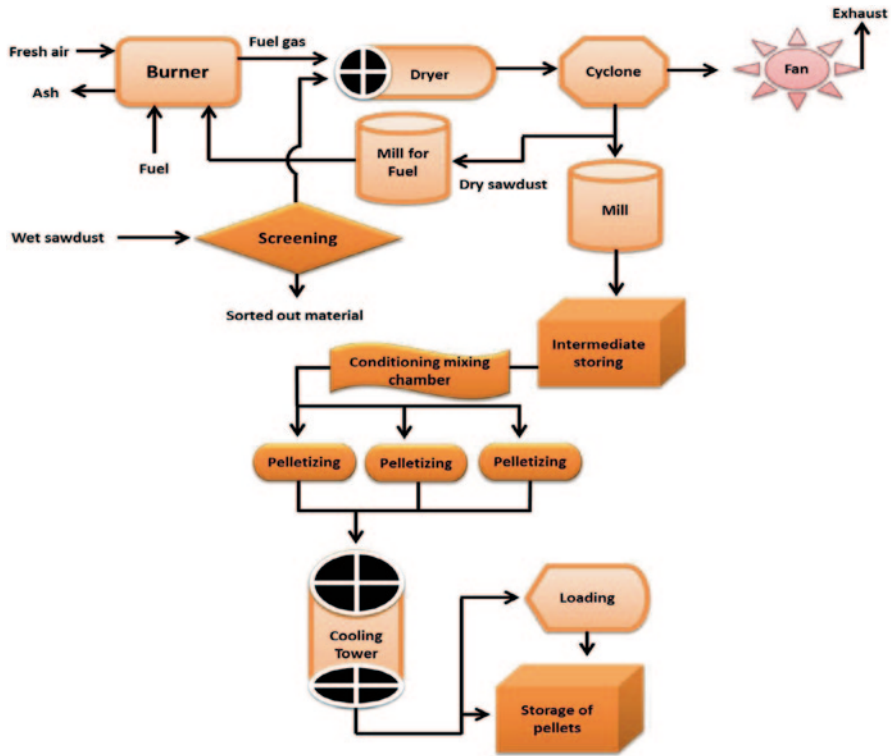 Exhaust
Fresh air
Fuel gas
Burner
Dryer
Cyclone
Fan
Ash
Mill for
Fuel
Fuel
Dry sawdust
Mill
Wet sawdust
Screening
Sorted out material
Intermediate
storing
Conditioning mixing
chamber
Pelletizing
Pelletizing
Pelletizing
Loading
Cooling
Tower
Storage of
pellets